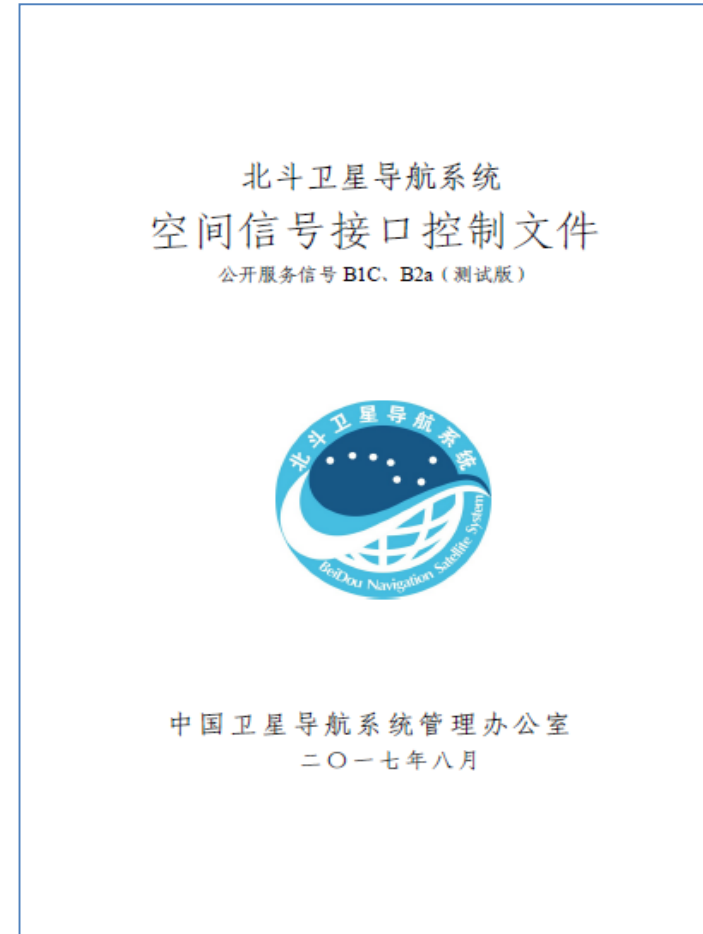 北斗卫星导航系统
空间信号接口控制文件
公开服务信号 B1C、B2a（测试版）
北斗卫星导航系统
BeiDou Navigation Satellite System
中国卫星导航系统管理办公室
二〇一七年八月